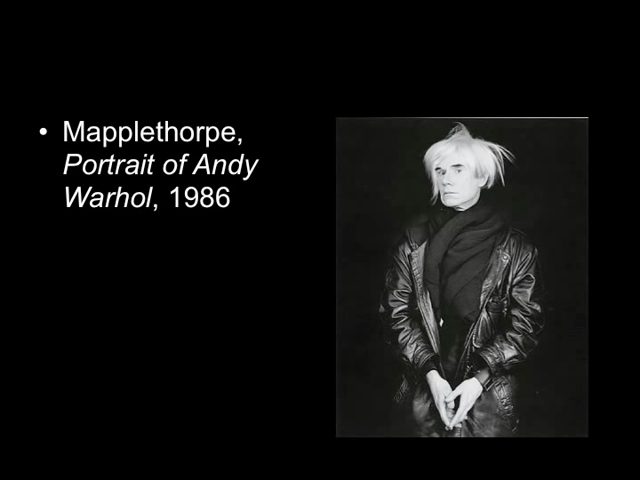 • Mapplethorpe,
Portrait of Andy
Warhol, 1986